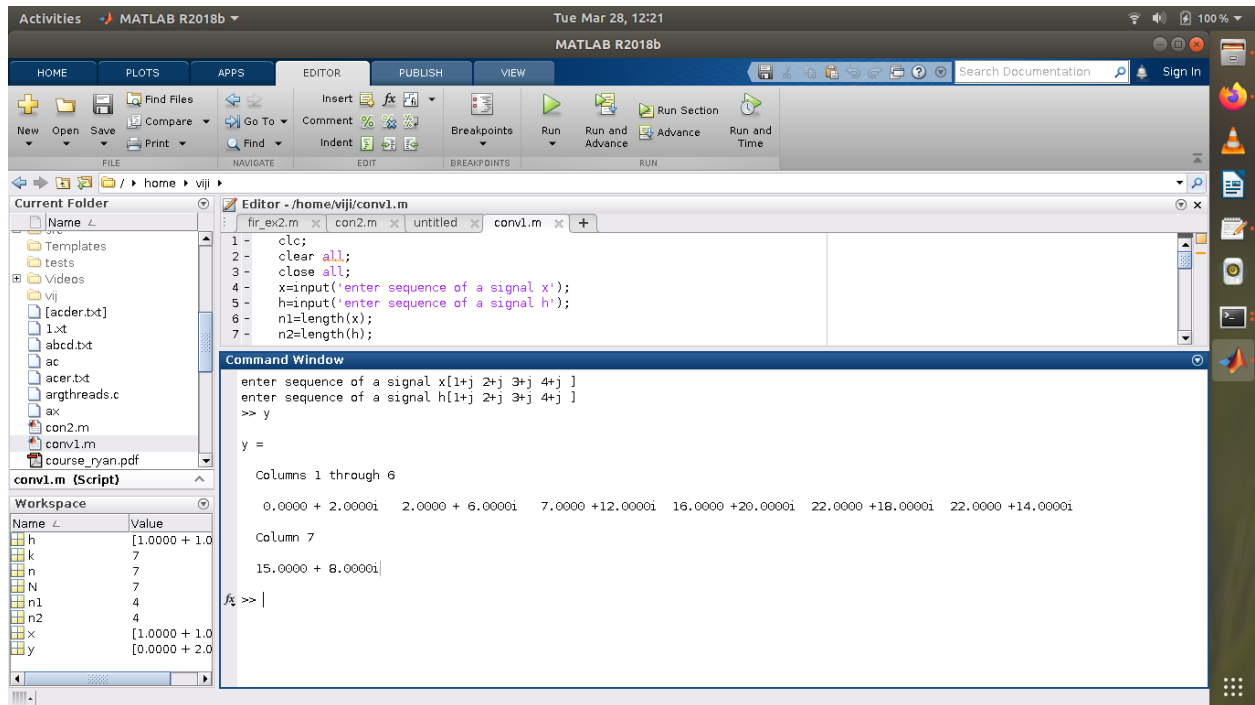 Activities MATLAB R2018b Tue Mar 28, 12:21 100 %
MATLAB R2018b
HOME PLOTS APPS EDITOR PUBLISH VIEW Search Documentation Sign In
Find Files Insert fx
New Open Save Compare Go To Comment Breakpoints Run Run and Advance Run Section Advance Run and Time
Print Find Indent
FILE NAVIGATE EDIT BREAKPOINTS RUN
/ home viji
Current Folder
Name
src
Templates
tests
Videos
vij
[acder.txt]
1.xt
abcd.txt
ac
acer.txt
argthreads.c
ax
con2.m
conv1.m
course_ryan.pdf
conv1.m (Script)
Workspace
Name Value
h [1.0000 + 1.0
k 7
n 7
N 7
n1 4
n2 4
x [1.0000 + 1.0
y [0.0000 + 2.0
Editor - /home/viji/conv1.m
fir_ex2.m con2.m untitled conv1.m +
1 - clc;
2 - clear all;
3 - close all;
4 - x=input('enter sequence of a signal x');
5 - h=input('enter sequence of a signal h');
6 - n1=length(x);
7 - n2=length(h);
Command Window
enter sequence of a signal x[1+j 2+j 3+j 4+j ]
enter sequence of a signal h[1+j 2+j 3+j 4+j ]
>> y
y =
Columns 1 through 6
0.0000 + 2.0000i 2.0000 + 6.0000i 7.0000 +12.0000i 16.0000 +20.0000i 22.0000 +18.0000i 22.0000 +14.0000i
Column 7
15.0000 + 8.0000i
fx >>